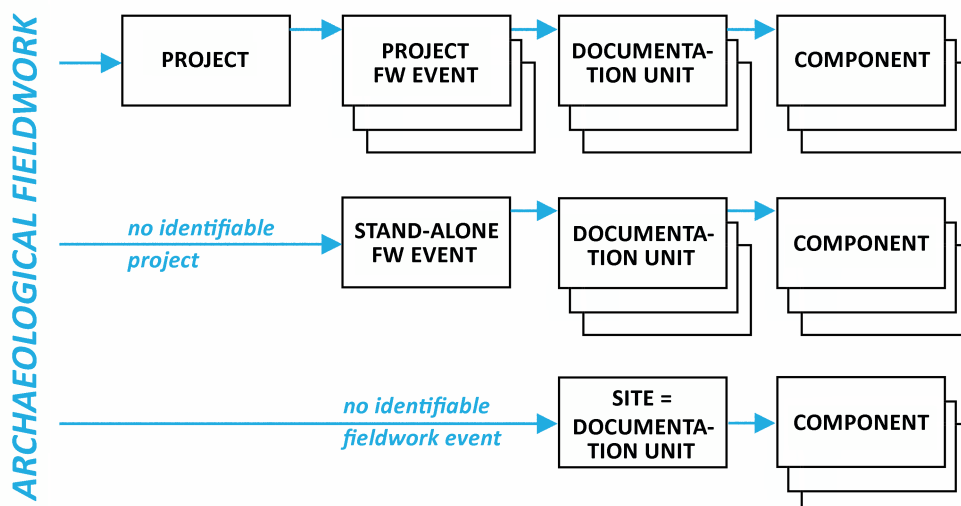 ARCHAEOLOGICAL FIELDWORK
PROJECT
PROJECT
FW EVENT
DOCUMENTA-
TION UNIT
COMPONENT
no identifiable
project
STAND-ALONE
FW EVENT
DOCUMENTA-
TION UNIT
COMPONENT
no identifiable
fieldwork event
SITE =
DOCUMENTA-
TION UNIT
COMPONENT